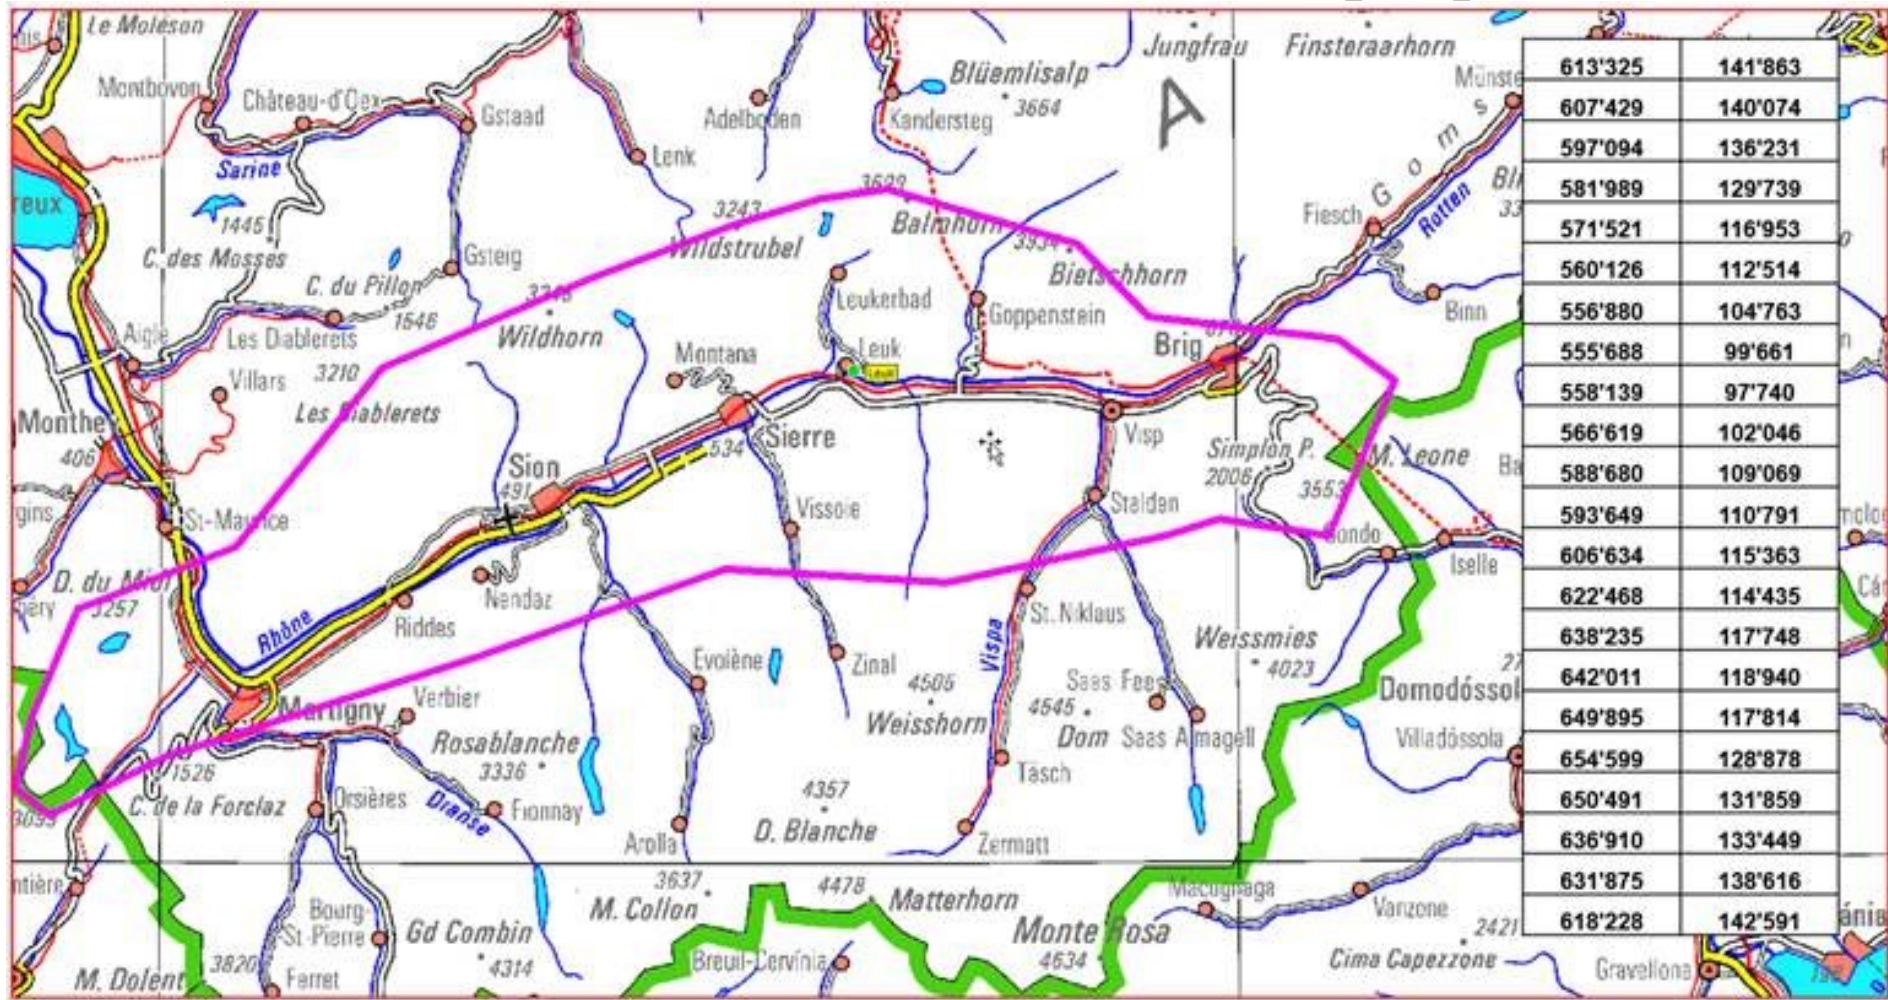 Le Moléson
Jungfrau
Finsteraarhorn
Blüemlisalp
3664
A
Montbovon
Château-d'Oex
Gstaad
Adelboden
Kandersteg
Lenk
Sarine
Goms
1445
C. des Mosses
3243
Wildstrubel
Balmhorn
3934
Bietschhorn
Fiesch
Rotten
Gsteig
C. du Pillon
1546
Wildhorn
Leukerbad
Goppenstein
Binn
Aigle
Les Diablerets
3210
Les Diablerets
Villars
Montana
Leuk
Leuk
Brig
406
Sion
491
Sierre
534
Visp
Simplon P.
2006
M. Leone
3553
St-Maurice
Vissoie
Stalden
Gondo
Iselle
3257
Nendaz
Riddes
Rhône
St. Niklaus
Vispa
Weissmies
4023
Evolène
Zinal
4505
Weisshorn
Saas Fee
4545
Dom
Saas Almagell
Martigny
Verbier
Rosablanche
3336
1526
C. de la Forclaz
Orsières
Dranse
Fionnay
Täsch
Villadóssola
4357
D. Blanche
Arolla
Zermatt
3637
M. Collon
4478
Matterhorn
Macugnaga
Vanzone
Bourg-
St-Pierre
Gd Combin
4314
Monte Rosa
4634
2421
Cima Capezzone
Breuil-Cervínia
Gravellona
M. Dolent
3820
Ferret
613'325 141'863
607'429 140'074
597'094 136'231
581'989 129'739
571'521 116'953
560'126 112'514
556'880 104'763
555'688 99'661
558'139 97'740
566'619 102'046
588'680 109'069
593'649 110'791
606'634 115'363
622'468 114'435
638'235 117'748
642'011 118'940
649'895 117'814
654'599 128'878
650'491 131'859
636'910 133'449
631'875 138'616
618'228 142'591